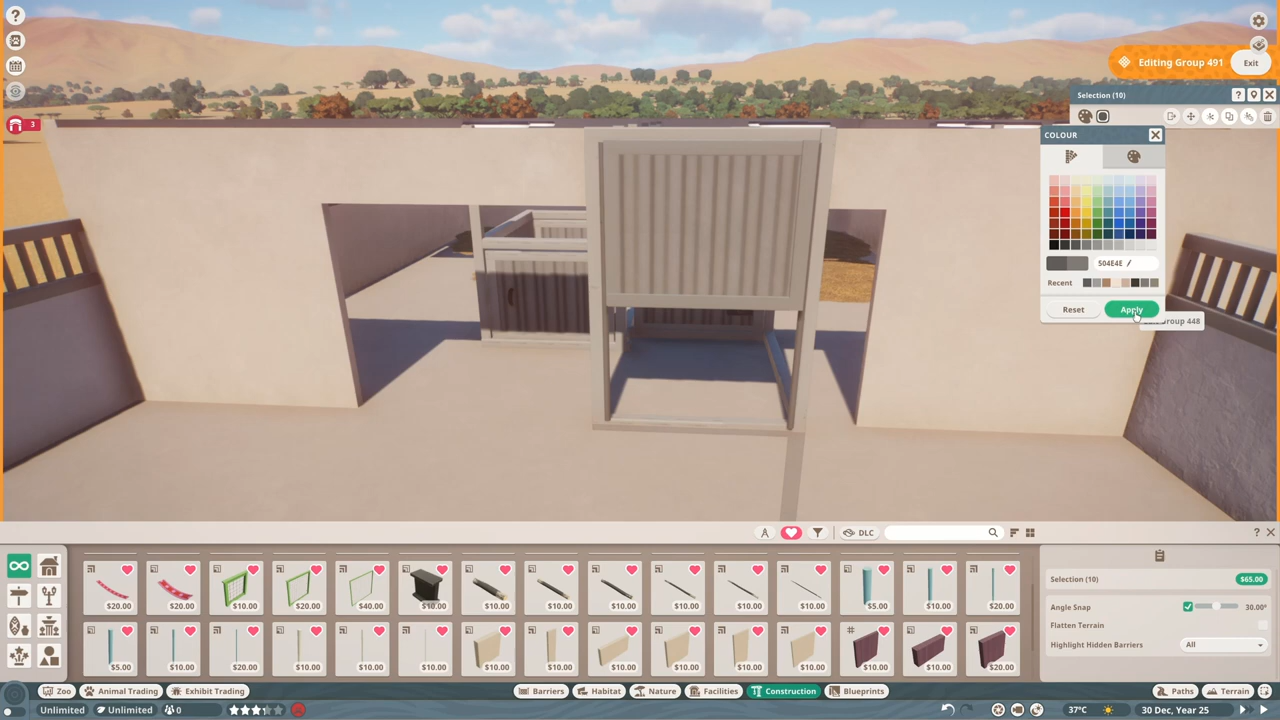 ?
Editing Group 491
Exit
Selection (10)
?
3
COLOUR
504E4E
Recent
Reset
Apply
Group 448
DLC
?
$20.00
$20.00
$10.00
$20.00
$40.00
$10.00
$10.00
$10.00
$10.00
$10.00
$10.00
$10.00
$5.00
$10.00
$20.00
$5.00
$10.00
$20.00
$10.00
$10.00
$10.00
$10.00
$10.00
$10.00
$10.00
$10.00
$10.00
$10.00
$10.00
$20.00
Selection (10)
$65.00
Angle Snap
30.00°
Flatten Terrain
Highlight Hidden Barriers
All
Zoo
Animal Trading
Exhibit Trading
Barriers
Habitat
Nature
Facilities
Construction
Blueprints
Paths
Terrain
Unlimited
Unlimited
0
37°C
30 Dec, Year 25